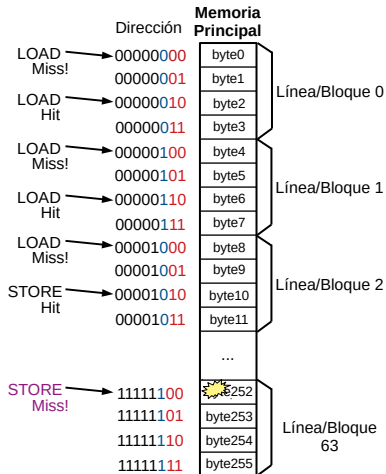 Dirección
Memoria
Principal
LOAD
Miss!
00000000
byte0
00000001
byte1
LOAD
Hit
00000010
byte2
00000011
byte3
Línea/Bloque 0
LOAD
Miss!
00000100
byte4
00000101
byte5
LOAD
Hit
00000110
byte6
00000111
byte7
Línea/Bloque 1
LOAD
Miss!
00001000
byte8
00001001
byte9
STORE
Hit
00001010
byte10
00001011
byte11
Línea/Bloque 2
...
STORE
Miss!
11111100
11111101
byte253
11111110
byte254
11111111
byte255
Línea/Bloque
63